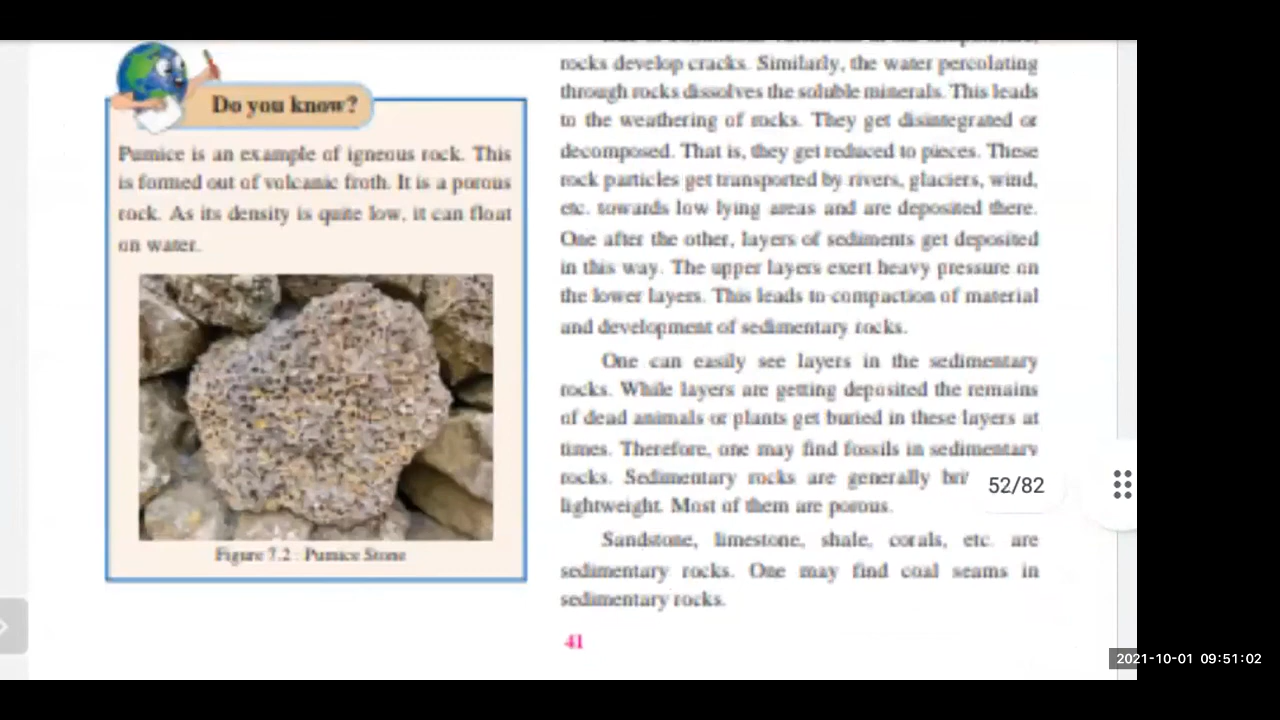 Do you know?
Pumice is an example of igneous rock. This
is formed out of volcanic froth. It is a porous
rock. As its density is quite low, it can float
on water.
Figure 7.2 : Pumice Stone
rocks develop cracks. Similarly, the water percolating
through rocks dissolves the soluble minerals. This leads
to the weathering of rocks. They get disintegrated or
decomposed. That is, they get reduced to pieces. These
rock particles get transported by rivers, glaciers, wind,
etc. towards low lying areas and are deposited there.
One after the other, layers of sediments get deposited
in this way. The upper layers exert heavy pressure on
the lower layers. This leads to compaction of material
and development of sedimentary rocks.
One can easily see layers in the sedimentary
rocks. While layers are getting deposited the remains
of dead animals or plants get buried in these layers at
times. Therefore, one may find fossils in sedimentary
rocks. Sedimentary rocks are generally
lightweight. Most of them are porous.
Sandstone, limestone, shale, corals, etc. are
sedimentary rocks. One may find coal seams in
sedimentary rocks.
41
52/82
2021-10-01 09:51:02